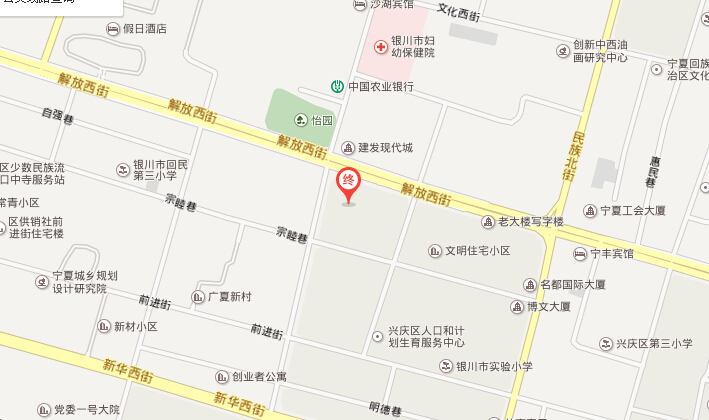 沙湖宾馆
文化西街
假日酒店
银川市妇
幼保健院
创新中西油
画研究中心
宁夏回族
治区文化
中国农业银行
解放西街
解放西街
自强巷
怡园
解放西街
建发现代城
民族北街
惠民巷
区少数民族流
口中寺服务站
银川市回民
第三小学
终
解放西街
常青小区
宗睦巷
宁夏工会大厦
区供销社前
进街住宅楼
老大楼写字楼
宗睦巷
文明住宅小区
宁丰宾馆
宁夏城乡规划
设计研究院
广夏新村
前进街
名都国际大厦
博文大厦
新材小区
前进街
兴庆区人口和计
划生育服务中心
兴庆区第三小学
新华西街
创业者公寓
银川市实验小学
新华西街
明德巷
党委一号大院